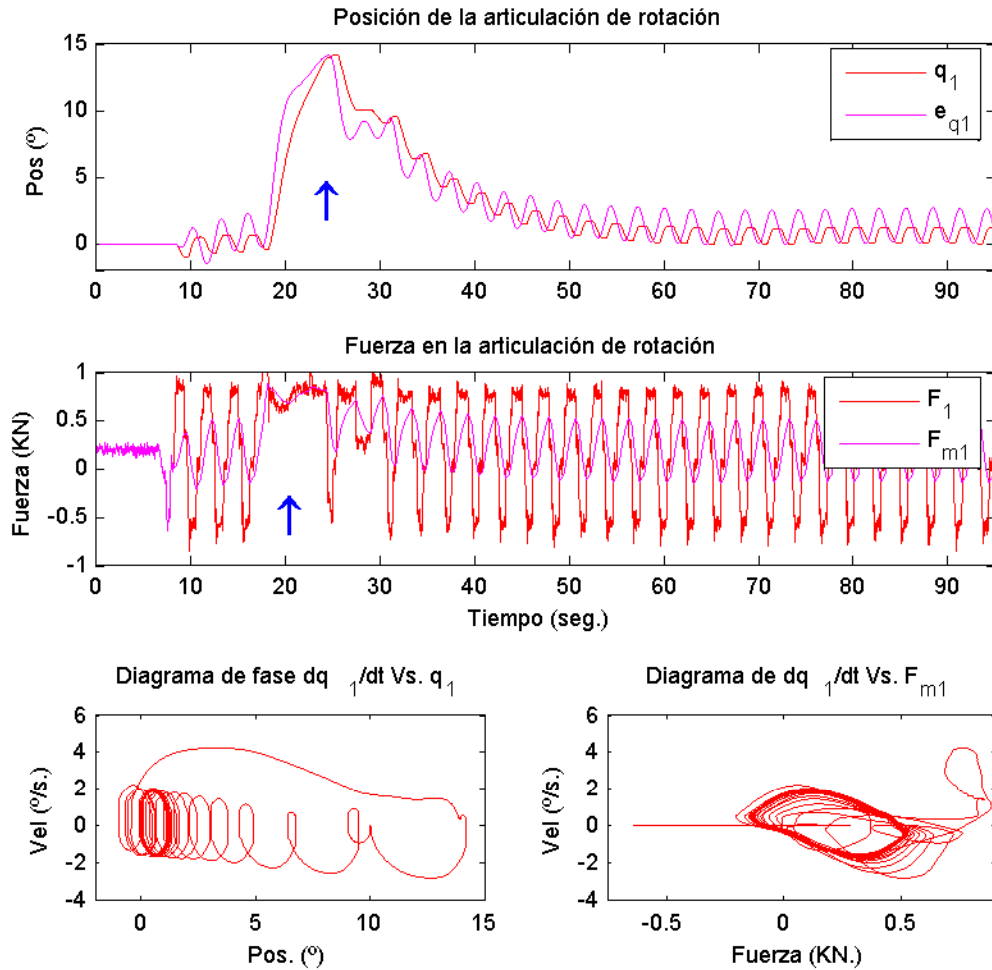 Posición de la articulación de rotación
15
10
5
0
Pos (º)
q1
eq1
0 10 20 30 40 50 60 70 80 90
Fuerza en la articulación de rotación
1
0.5
0
-0.5
-1
Fuerza (KN)
F1
Fm1
0 10 20 30 40 50 60 70 80 90
Tiempo (seg.)
Diagrama de fase dq 1/dt Vs. q1
6
4
2
0
-2
-4
Vel (º/s.)
0 5 10 15
Pos. (º)
Diagrama de dq 1/dt Vs. Fm1
6
4
2
0
-2
-4
Vel (º/s.)
-0.5 0 0.5
Fuerza (KN.)